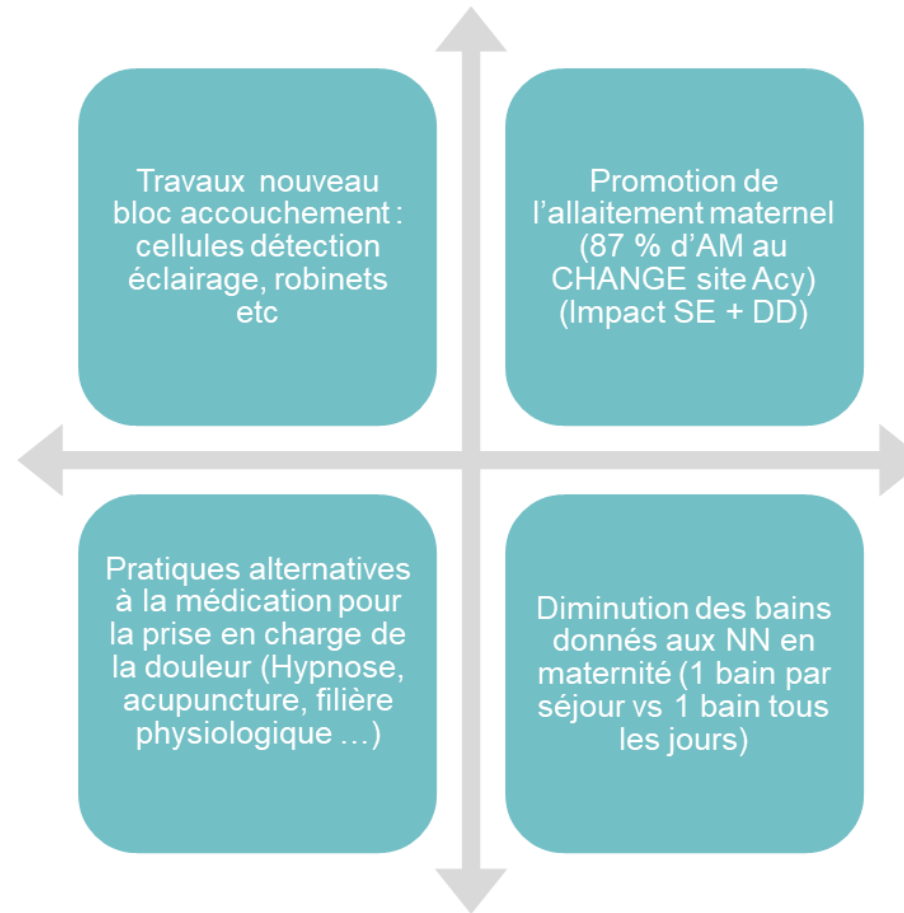 Travaux nouveau
bloc accouchement :
cellules détection
éclairage, robinets
etc
Promotion de
l’allaitement maternel
(87 % d’AM au
CHANGE site Acy)
(Impact SE + DD)
Pratiques alternatives
à la médication pour
la prise en charge de
la douleur (Hypnose,
acupuncture, filière
physiologique …)
Diminution des bains
donnés aux NN en
maternité (1 bain par
séjour vs 1 bain tous
les jours)